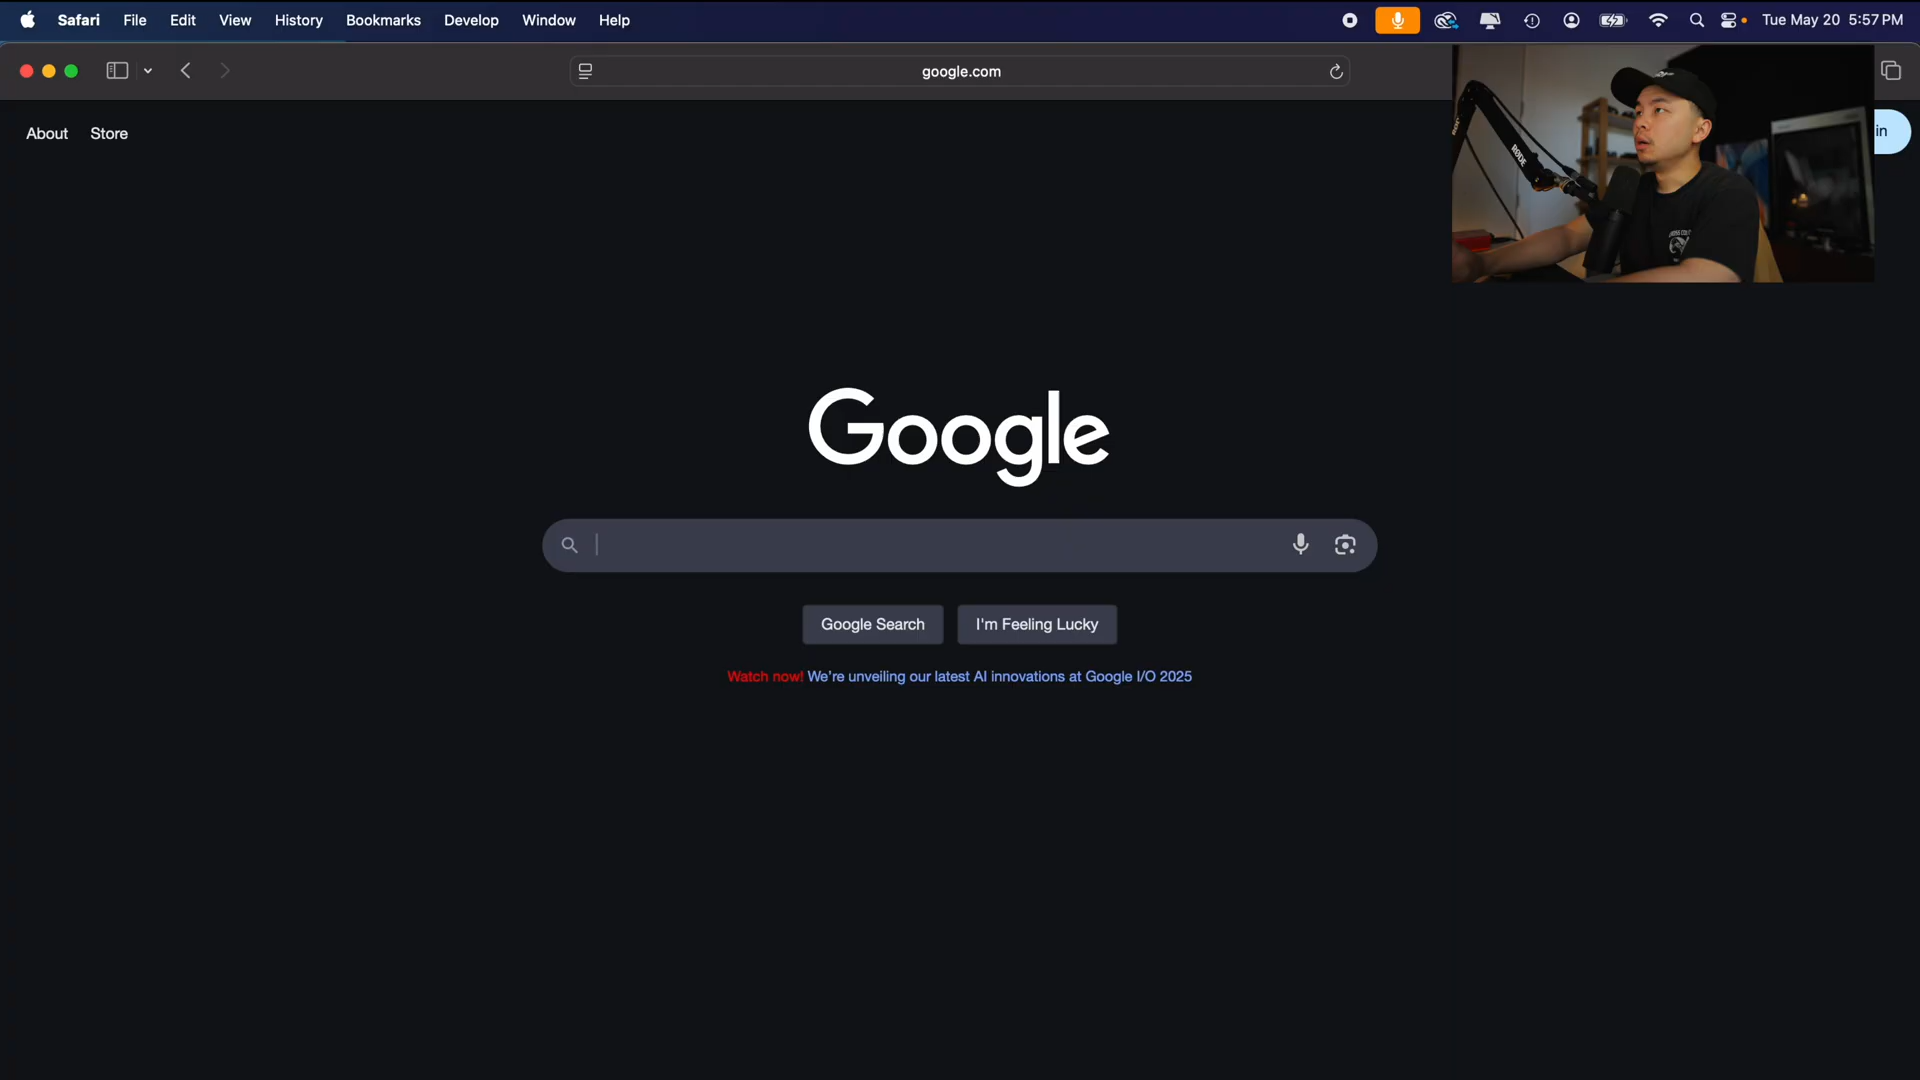 Safari File Edit View History Bookmarks Develop Window Help Tue May 20 5:57 PM
google.com
About Store in
RØDE
Google
Google Search I'm Feeling Lucky
Watch now! We're unveiling our latest AI innovations at Google I/O 2025